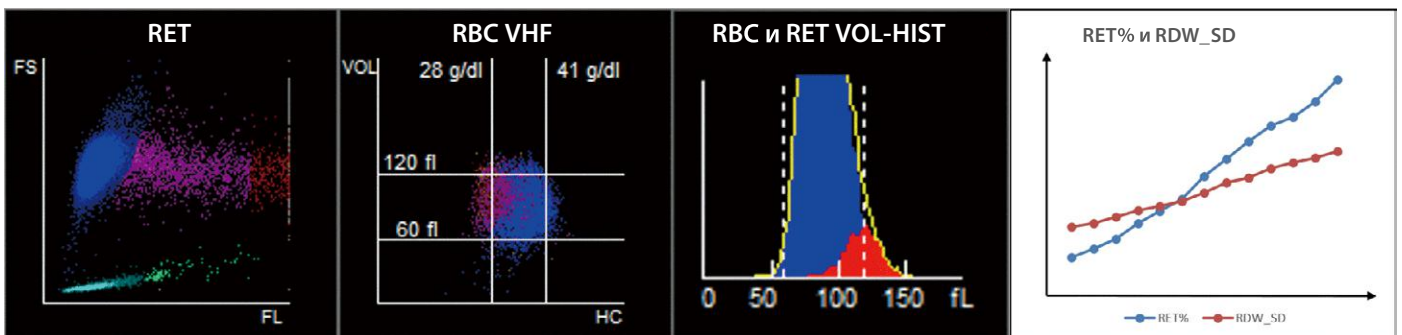 RET
FS
FL
RBC VHF
VOL
28 g/dl
41 g/dl
120 fl
60 fl
HC
RBC и RET VOL-HIST
0 50 100 150 fL
RET% и RDW_SD
RET% RDW_SD